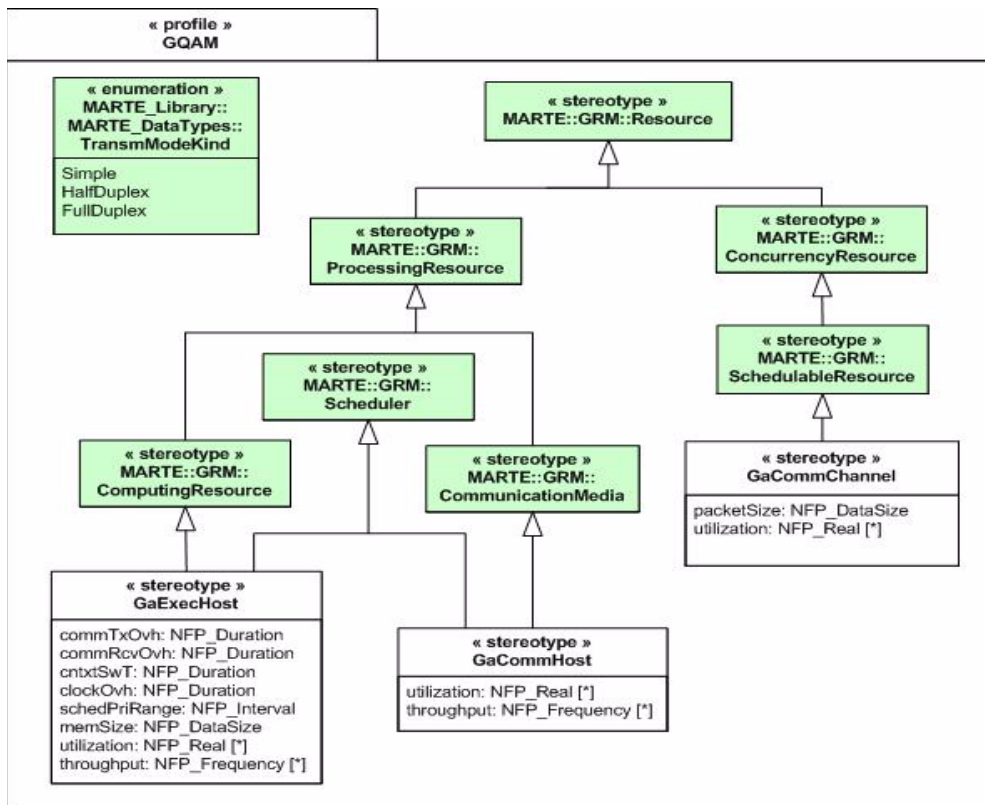 « profile »
GQAM
« enumeration »
MARTE_Library::
MARTE_DataTypes::
TransmModeKind
Simple
HalfDuplex
FullDuplex
« stereotype »
MARTE::GRM::Resource
« stereotype »
MARTE::GRM::
ProcessingResource
« stereotype »
MARTE::GRM::
ConcurrencyResource
« stereotype »
MARTE::GRM::
Scheduler
« stereotype »
MARTE::GRM::
SchedulableResource
« stereotype »
MARTE::GRM::
ComputingResource
« stereotype »
MARTE::GRM::
CommunicationMedia
« stereotype »
GaCommChannel
packetSize: NFP_DataSize
utilization: NFP_Real [*]
« stereotype »
GaExecHost
commTxOvh: NFP_Duration
commRcvOvh: NFP_Duration
cntxtSwT: NFP_Duration
clockOvh: NFP_Duration
schedPriRange: NFP_Interval
memSize: NFP_DataSize
utilization: NFP_Real [*]
throughput: NFP_Frequency [*]
« stereotype »
GaCommHost
utilization: NFP_Real [*]
throughput: NFP_Frequency [*]